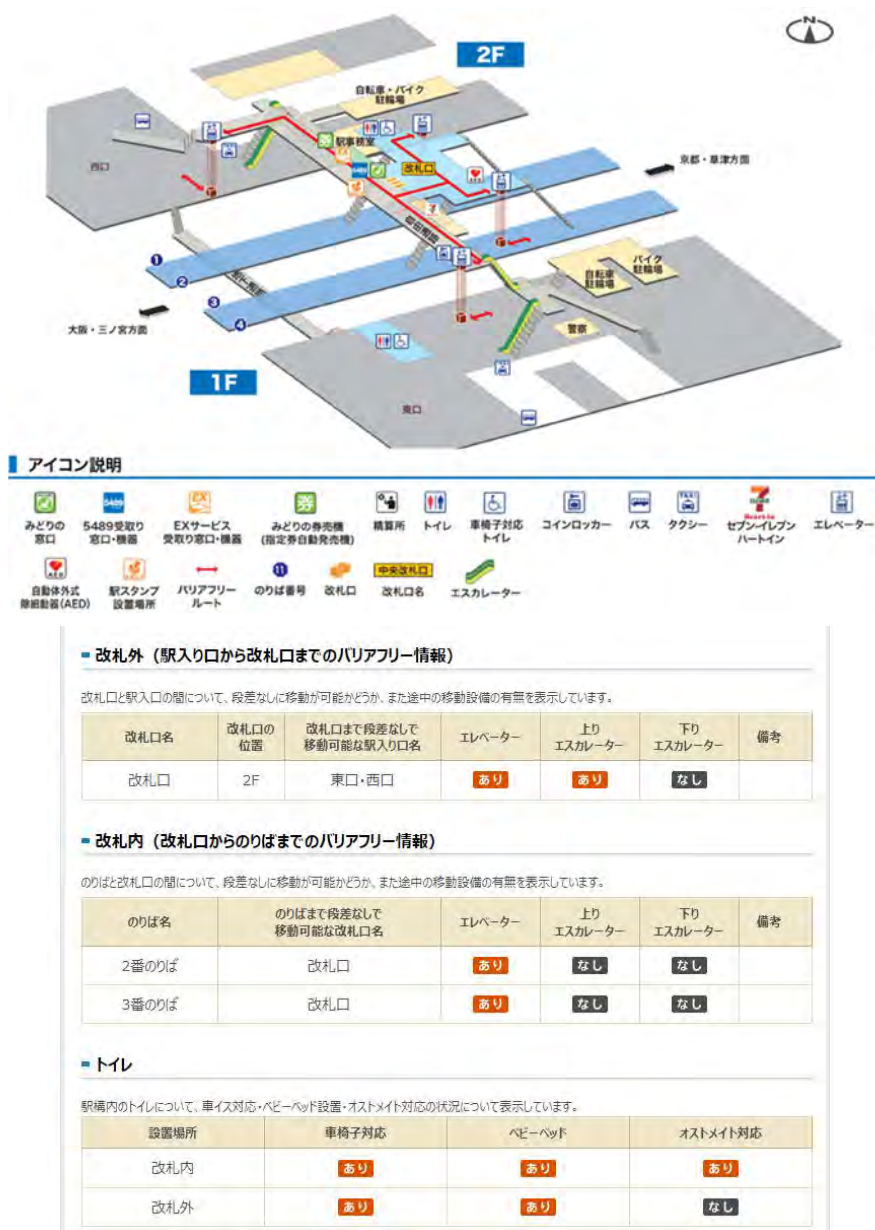 N
2F
自転車・バイク
駐輪場
駅事務室
改札口
西口
京都・草津方面
1
2
3
4
大阪・三ノ宮方面
自転車
駐輪場
バイク
駐輪場
警察
1F
東口
アイコン説明
みどりの
窓口
5489
5489受取り
窓口・機器
EX
EXサービス
受取り窓口・機器
券
みどりの券売機
(指定券自動発売機)
精算所
トイレ
車椅子対応
トイレ
コインロッカー
バス
TAXI
タクシー
セブン-イレブン
ハートイン
エレベーター
AED
自動体外式
除細動器(AED)
駅スタンプ
設置場所
バリアフリー
ルート
11
のりば番号
改札口
中央改札口
改札口名
エスカレーター
改札外（駅入り口から改札口までのバリアフリー情報）
改札口と駅入口の間について、段差なしに移動が可能かどうか、また途中の移動設備の有無を表示しています。
改札口名 改札口の位置 改札口まで段差なしで移動可能な駅入り口名 エレベーター 上りエスカレーター 下りエスカレーター 備考
改札口 2F 東口・西口 あり あり なし
改札内（改札口からのりばまでのバリアフリー情報）
のりばと改札口の間について、段差なしに移動が可能かどうか、また途中の移動設備の有無を表示しています。
のりば名 のりばまで段差なしで移動可能な改札口名 エレベーター 上りエスカレーター 下りエスカレーター 備考
2番のりば 改札口 あり なし なし
3番のりば 改札口 あり なし なし
トイレ
駅構内のトイレについて、車イス対応・ベビーベッド設置・オストメイト対応の状況について表示しています。
設置場所 車椅子対応 ベビーベッド オストメイト対応
改札内 あり あり あり
改札外 あり あり なし